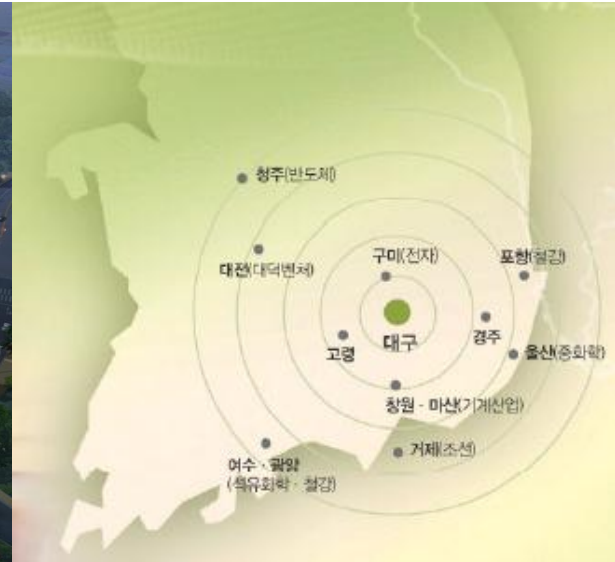 청주(반도체)
대전(대덕벤처)
구미(전자)
포항(철강)
고령
대구
경주
울산(중화학)
창원 · 마산(기계산업)
거제(조선)
여수 · 광양
(석유화학 · 철강)